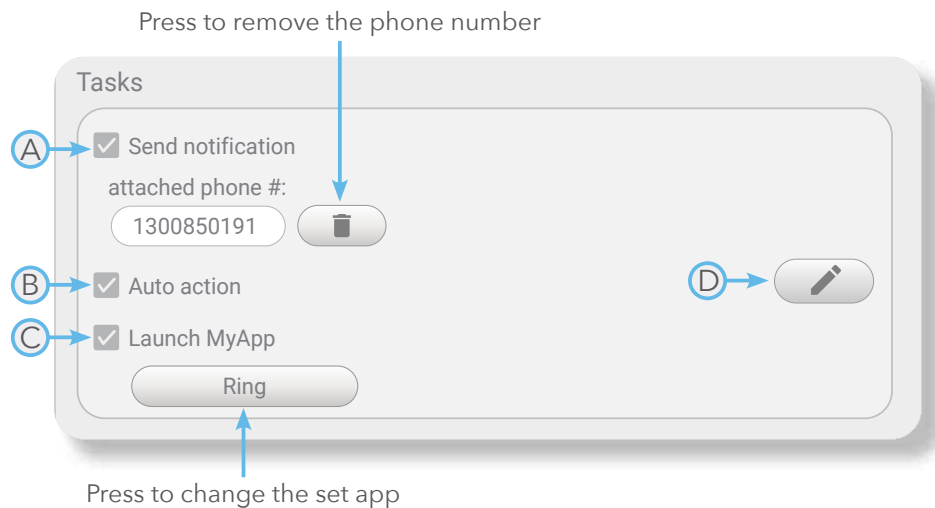 Press to remove the phone number
Tasks
A
Send notification
attached phone #:
1300850191
B
Auto action
D
C
Launch MyApp
Ring
Press to change the set app